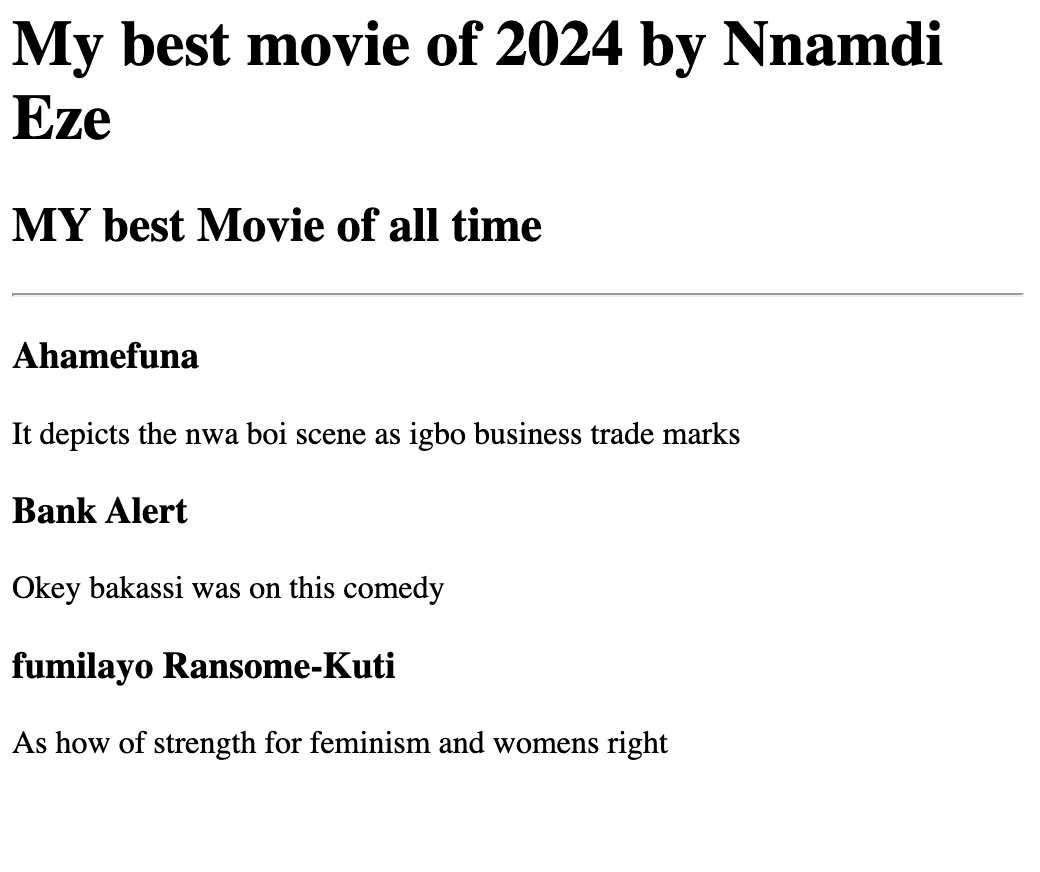 My best movie of 2024 by Nnamdi
Eze
MY best Movie of all time
Ahamefuna
It depicts the nwa boi scene as igbo business trade marks
Bank Alert
Okey bakassi was on this comedy
fumilayo Ransome-Kuti
As how of strength for feminism and womens right